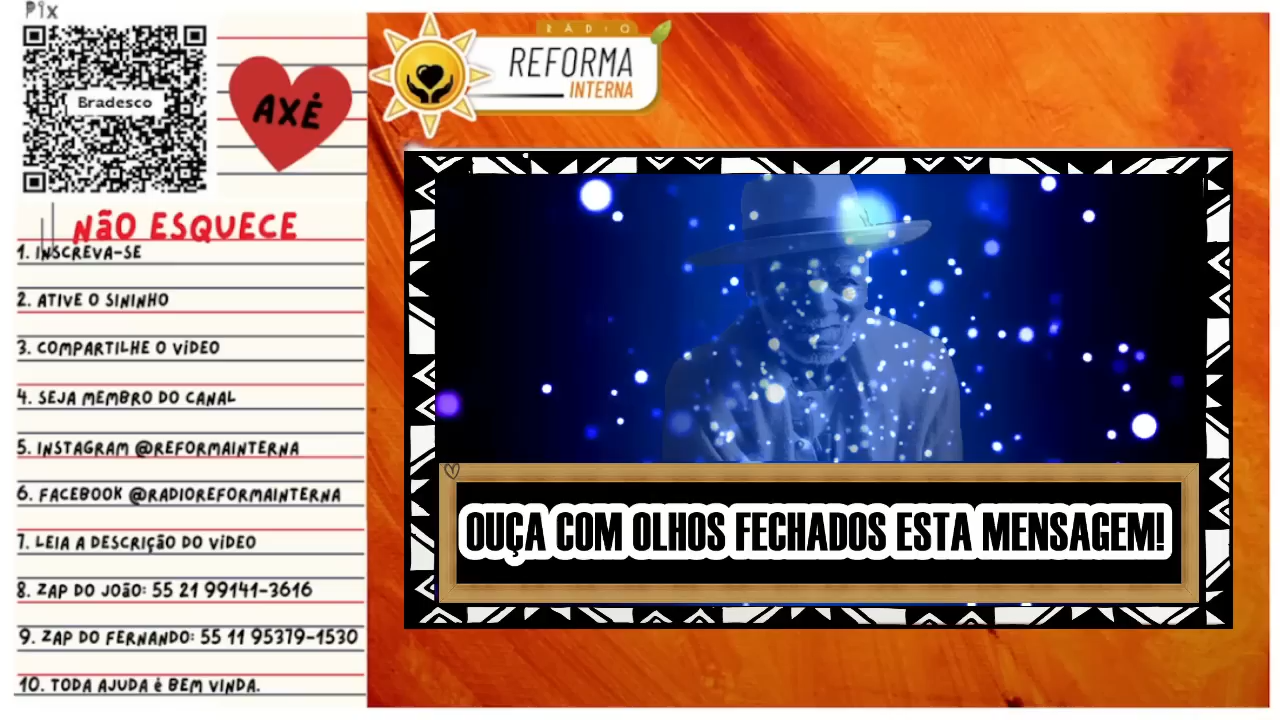 Pix
Bradesco
AXÉ
NÃO ESQUECE
1. INSCREVA-SE
2. ATIVE O SININHO
3. COMPARTILHE O VÍDEO
4. SEJA MEMBRO DO CANAL
5. INSTAGRAM @REFORMAINTERNA
6. FACEBOOK @RADIOREFORMAINTERNA
7. LEIA A DESCRIÇÃO DO VÍDEO
8. ZAP DO JOÃO: 55 21 99141-3616
9. ZAP DO FERNANDO: 55 11 95379-1530
10. TODA AJUDA É BEM VINDA.
RÁDIO
REFORMA
INTERNA
OUÇA COM OLHOS FECHADOS ESTA MENSAGEM!